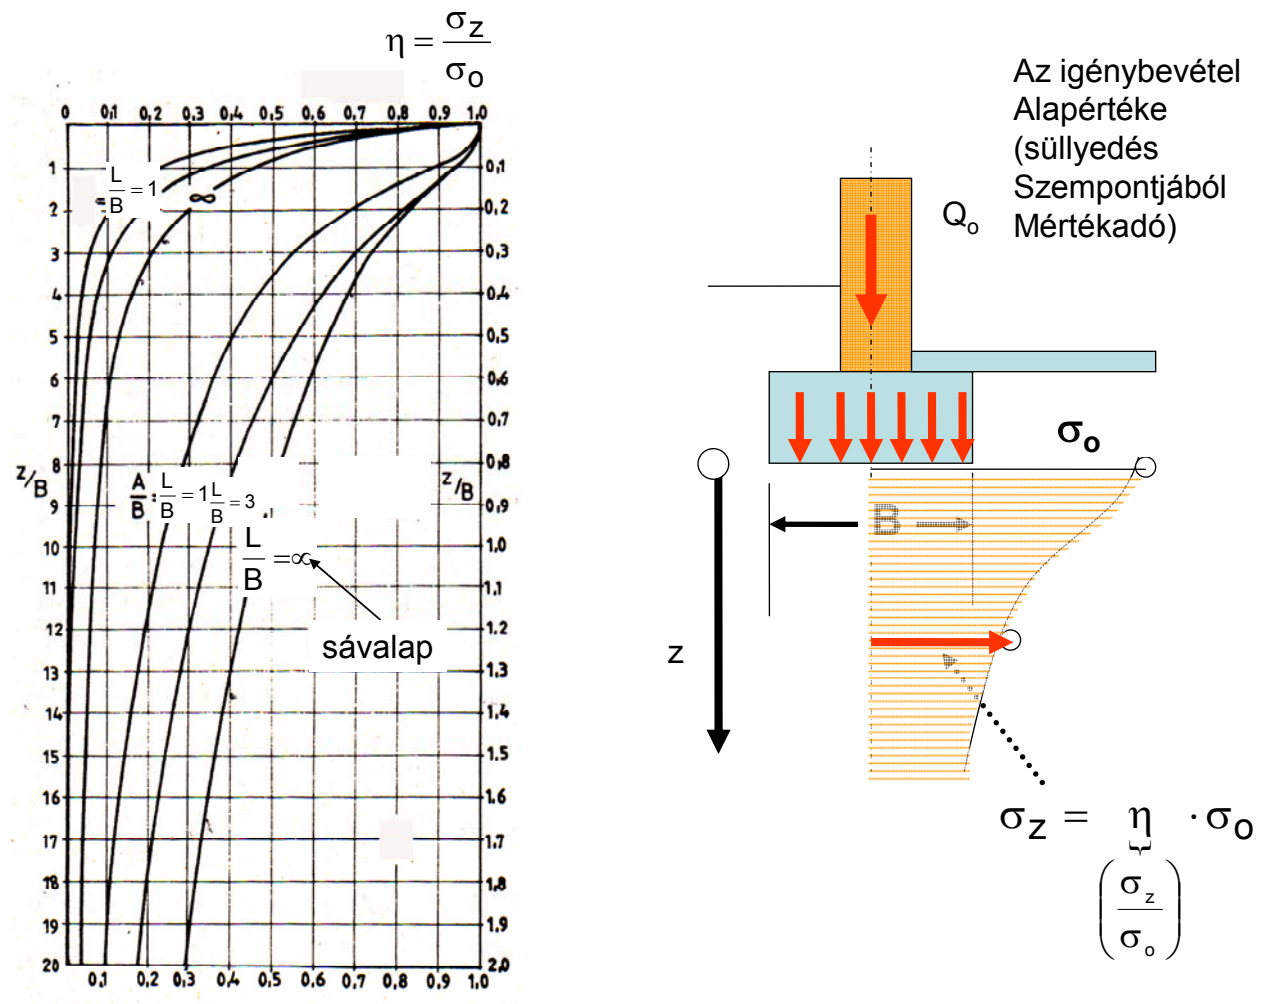 η = σz / σo
0 0,1 0,2 0,3 0,4 0,5 0,6 0,7 0,8 0,9 1,0
1
2
3
4
5
6
7
8
9
10
11
12
13
14
15
16
17
18
19
20
z/B
0,1
0,2
0,3
0,4
0,5
0,6
0,7
0,8
0,9
1.0
1.1
1.2
1.3
1.4
1.5
1.6
1.7
1.8
1.9
2.0
z/B
L/B = 1
∞
A/B : L/B = 1 L/B = 3
L/B = ∞
sávalap
0,1 0,2 0,3 0,4 0,5 0,6 0,7 0,8 0,9 1.0
Az igénybevétel
Alapértéke
(süllyedés
Szempontjából
Mértékadó)
Qo
σo
B
z
σz = η · σo
(σz / σo)